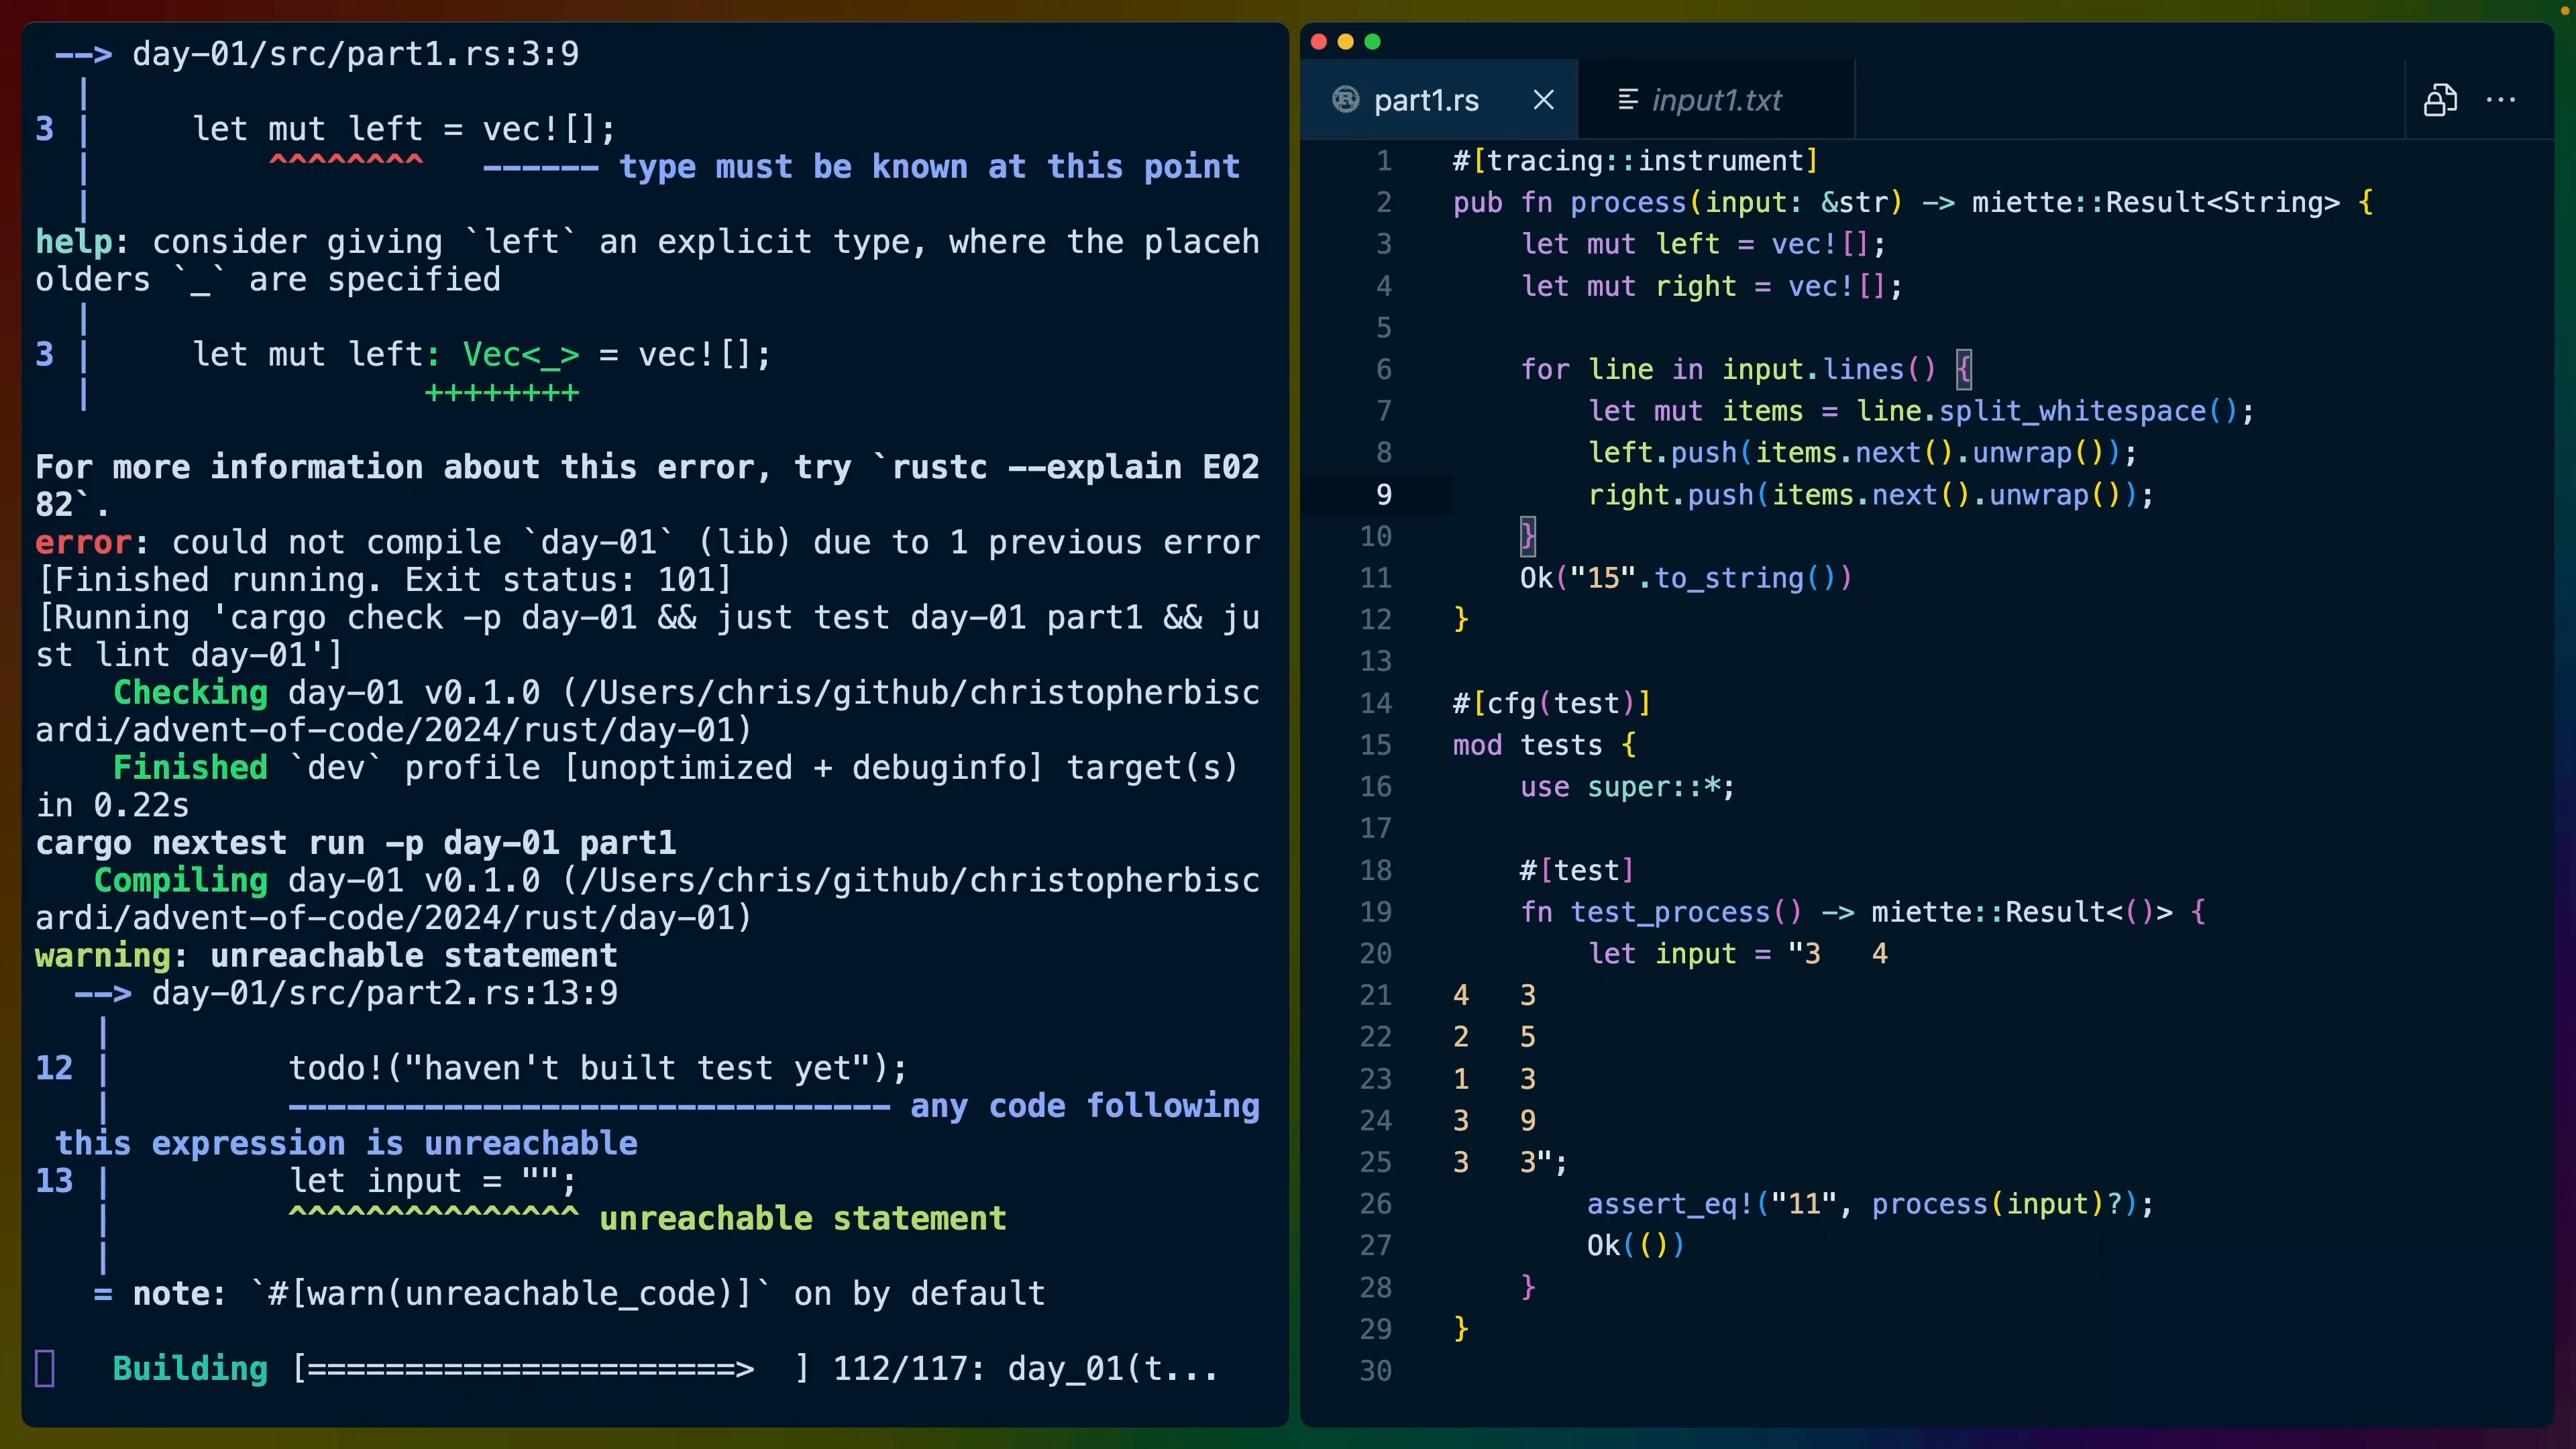 --> day-01/src/part1.rs:3:9
|
3 |     let mut left = vec![];
|         ^^^^^^^^   ------ type must be known at this point
|
help: consider giving `left` an explicit type, where the placeh
olders `_` are specified
|
3 |     let mut left: Vec<_> = vec![];
|                 ++++++++
For more information about this error, try `rustc --explain E02
82`.
error: could not compile `day-01` (lib) due to 1 previous error
[Finished running. Exit status: 101]
[Running 'cargo check -p day-01 && just test day-01 part1 && ju
st lint day-01']
Checking day-01 v0.1.0 (/Users/chris/github/christopherbisc
ardi/advent-of-code/2024/rust/day-01)
Finished `dev` profile [unoptimized + debuginfo] target(s)
in 0.22s
cargo nextest run -p day-01 part1
Compiling day-01 v0.1.0 (/Users/chris/github/christopherbisc
ardi/advent-of-code/2024/rust/day-01)
warning: unreachable statement
--> day-01/src/part2.rs:13:9
|
12 |         todo!("haven't built test yet");
|         ------------------------------- any code following
this expression is unreachable
13 |         let input = "";
|         ^^^^^^^^^^^^^^^ unreachable statement
|
= note: `#[warn(unreachable_code)]` on by default
Building [======================>  ] 112/117: day_01(t...
part1.rs
input1.txt
1 #[tracing::instrument]
2 pub fn process(input: &str) -> miette::Result<String> {
3     let mut left = vec![];
4     let mut right = vec![];
5
6     for line in input.lines() {
7         let mut items = line.split_whitespace();
8         left.push(items.next().unwrap());
9         right.push(items.next().unwrap());
10     }
11     Ok("15".to_string())
12 }
13
14 #[cfg(test)]
15 mod tests {
16     use super::*;
17
18     #[test]
19     fn test_process() -> miette::Result<()> {
20         let input = "3   4
21 4   3
22 2   5
23 1   3
24 3   9
25 3   3";
26         assert_eq!("11", process(input)?);
27         Ok(())
28     }
29 }
30